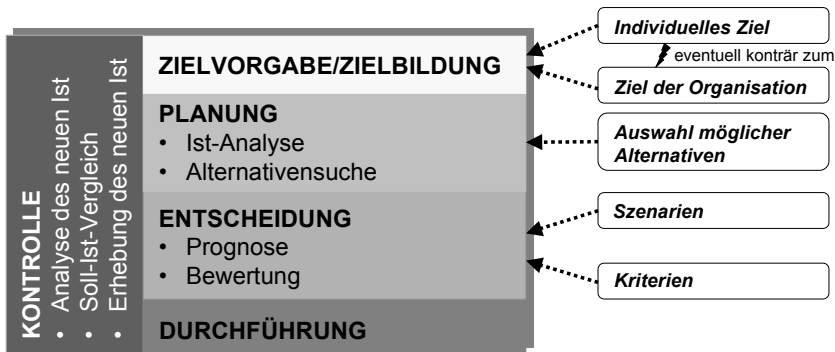 KONTROLLE
• Analyse des neuen Ist
• Soll-Ist-Vergleich
• Erhebung des neuen Ist
ZIELVORGABE/ZIELBILDUNG
PLANUNG
• Ist-Analyse
• Alternativensuche
ENTSCHEIDUNG
• Prognose
• Bewertung
DURCHFÜHRUNG
Individuelles Ziel
eventuell konträr zum
Ziel der Organisation
Auswahl möglicher
Alternativen
Szenarien
Kriterien